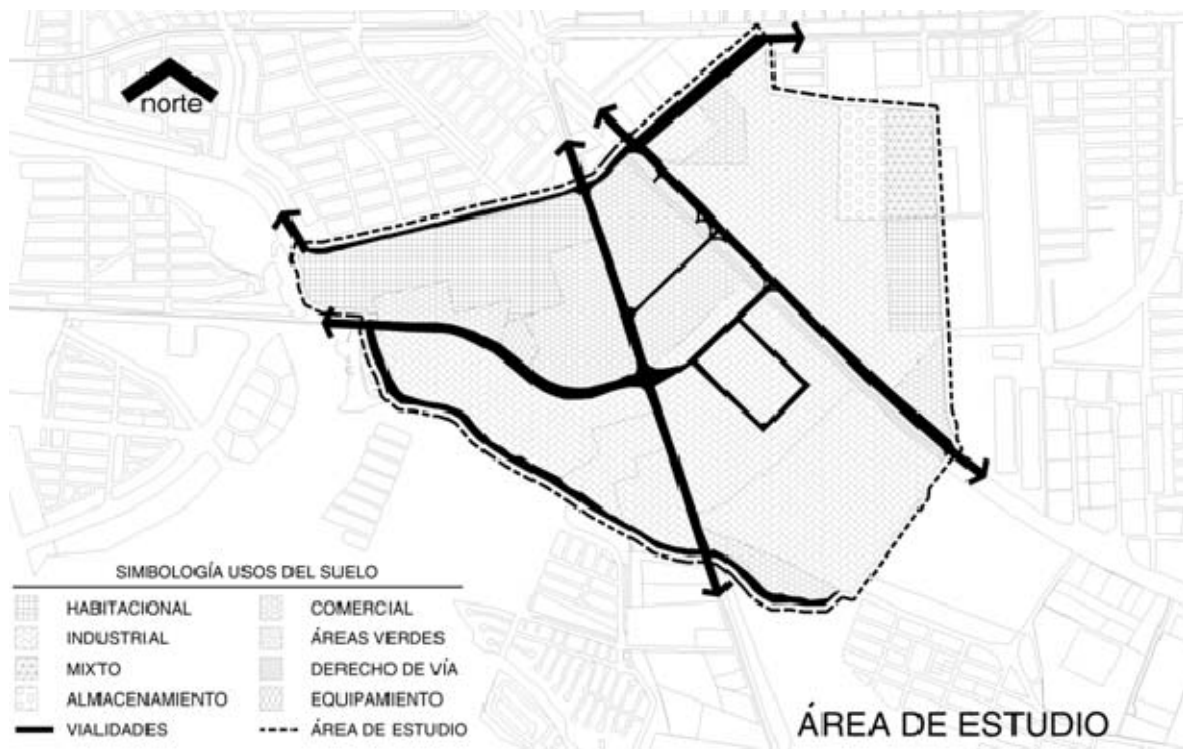 norte
SIMBOLOGÍA USOS DEL SUELO
HABITACIONAL COMERCIAL
INDUSTRIAL ÁREAS VERDES
MIXTO DERECHO DE VÍA
ALMACENAMIENTO EQUIPAMIENTO
VIALIDADES ÁREA DE ESTUDIO
ÁREA DE ESTUDIO